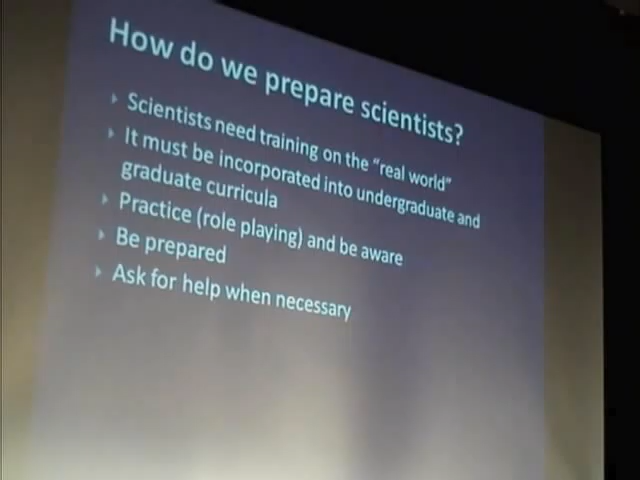 How do we prepare scientists?
Scientists need training on the "real world"
It must be incorporated into undergraduate and
graduate curricula
Practice (role playing) and be aware
Be prepared
Ask for help when necessary